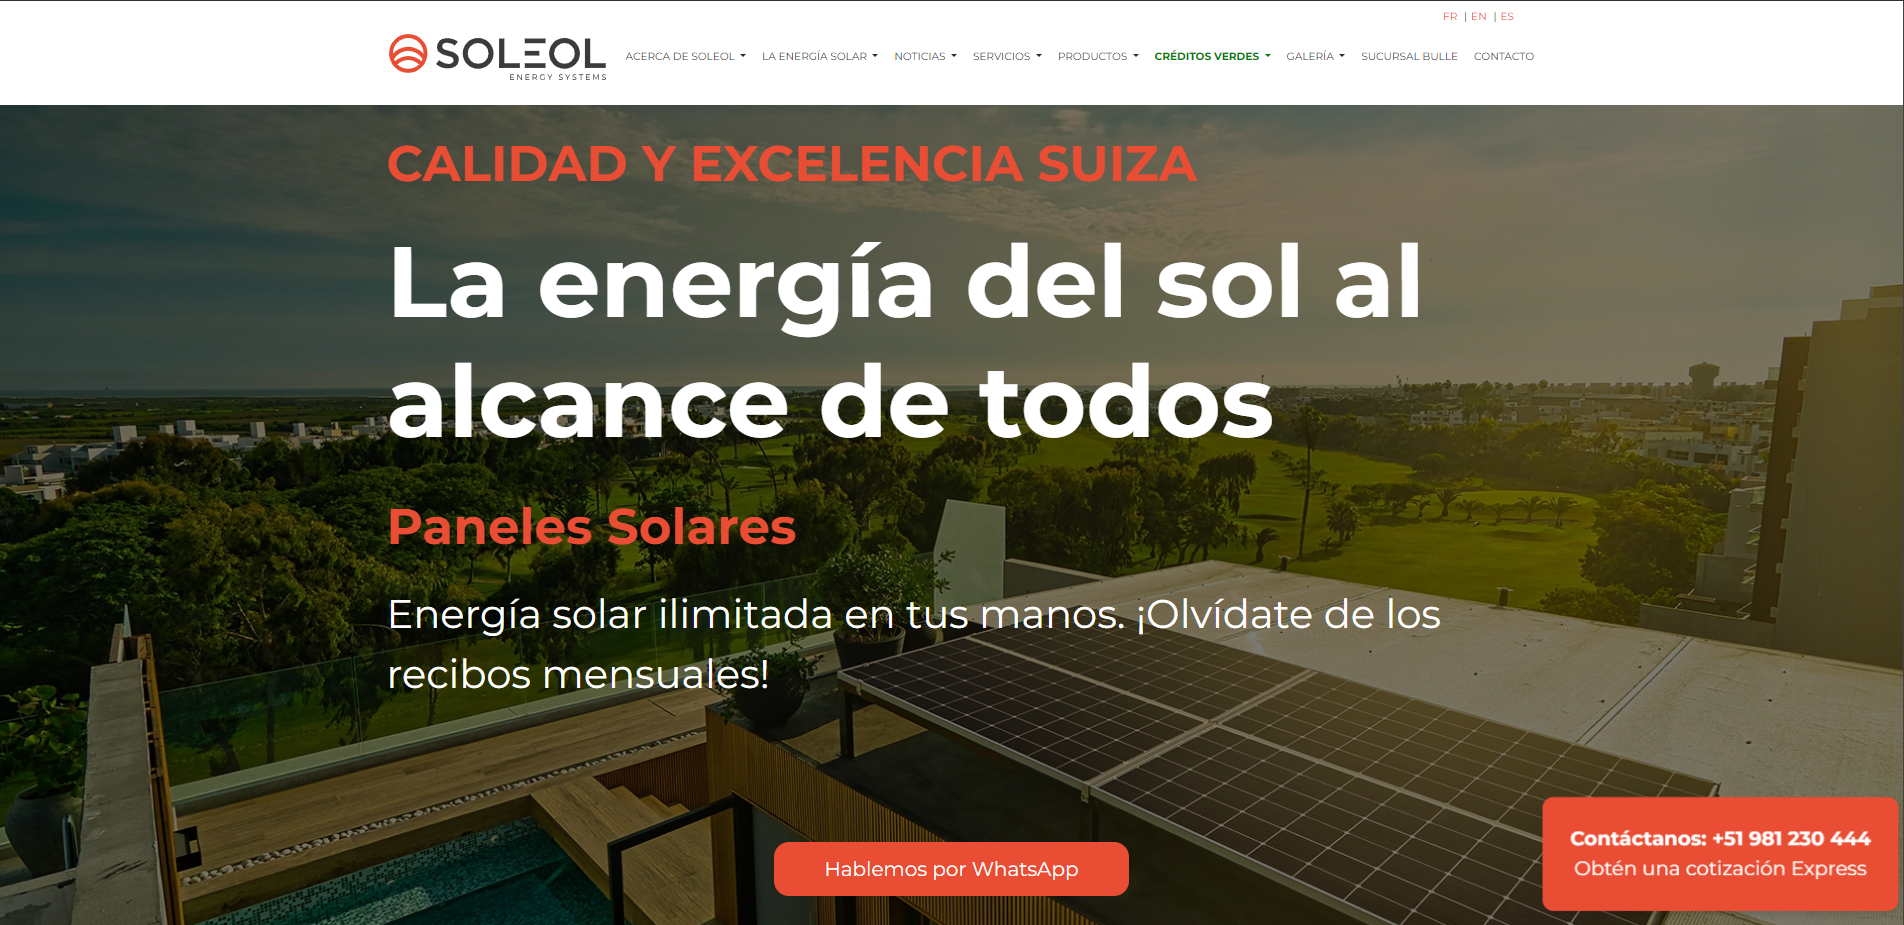 FR | EN | ES
SOLEOL
ENERGY SYSTEMS
ACERCA DE SOLEOL LA ENERGÍA SOLAR NOTICIAS SERVICIOS PRODUCTOS CRÉDITOS VERDES GALERÍA SUCURSAL BULLE CONTACTO
CALIDAD Y EXCELENCIA SUIZA
La energía del sol al
alcance de todos
Paneles Solares
Energía solar ilimitada en tus manos. ¡Olvídate de los
recibos mensuales!
Hablemos por WhatsApp
Contáctanos: +51 981 230 444
Obtén una cotización Express